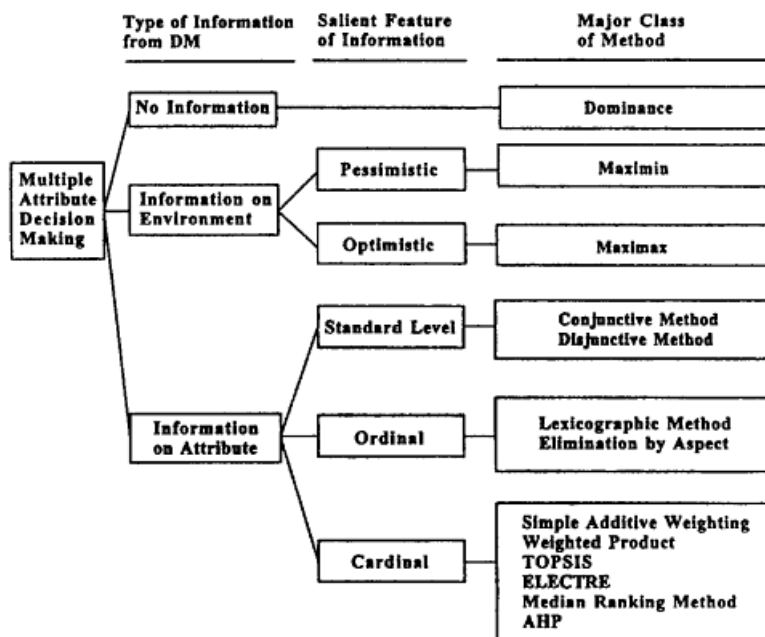 Type of Information
from DM
Salient Feature
of Information
Major Class
of Method
No Information
Dominance
Multiple
Attribute
Decision
Making
Information on
Environment
Pessimistic
Maximin
Optimistic
Maximax
Standard Level
Conjunctive Method
Disjunctive Method
Information
on Attribute
Ordinal
Lexicographic Method
Elimination by Aspect
Cardinal
Simple Additive Weighting
Weighted Product
TOPSIS
ELECTRE
Median Ranking Method
AHP